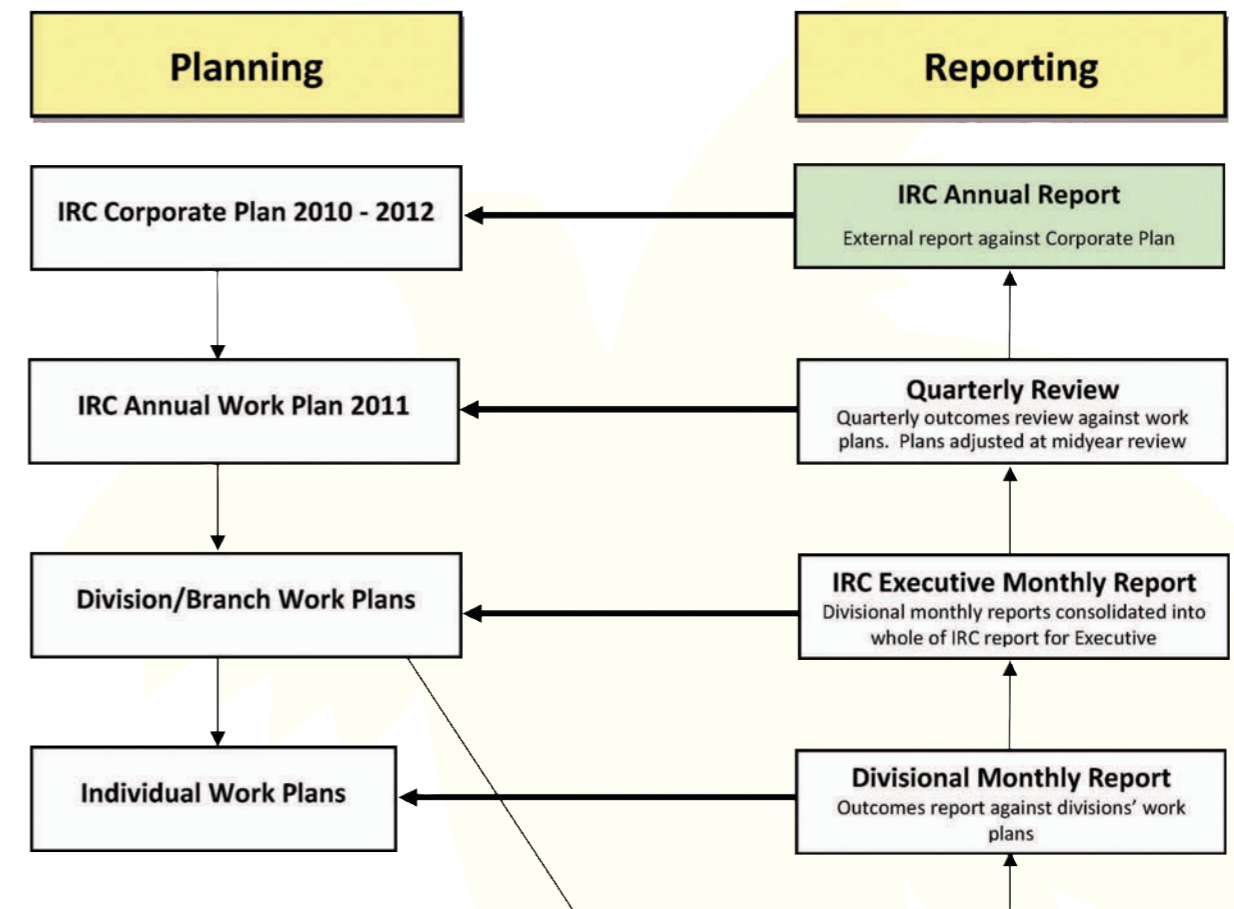 Planning
Reporting
IRC Corporate Plan 2010 - 2012
IRC Annual Report
External report against Corporate Plan
IRC Annual Work Plan 2011
Quarterly Review
Quarterly outcomes review against work
plans. Plans adjusted at midyear review
Division/Branch Work Plans
IRC Executive Monthly Report
Divisional monthly reports consolidated into
whole of IRC report for Executive
Individual Work Plans
Divisional Monthly Report
Outcomes report against divisions' work
plans